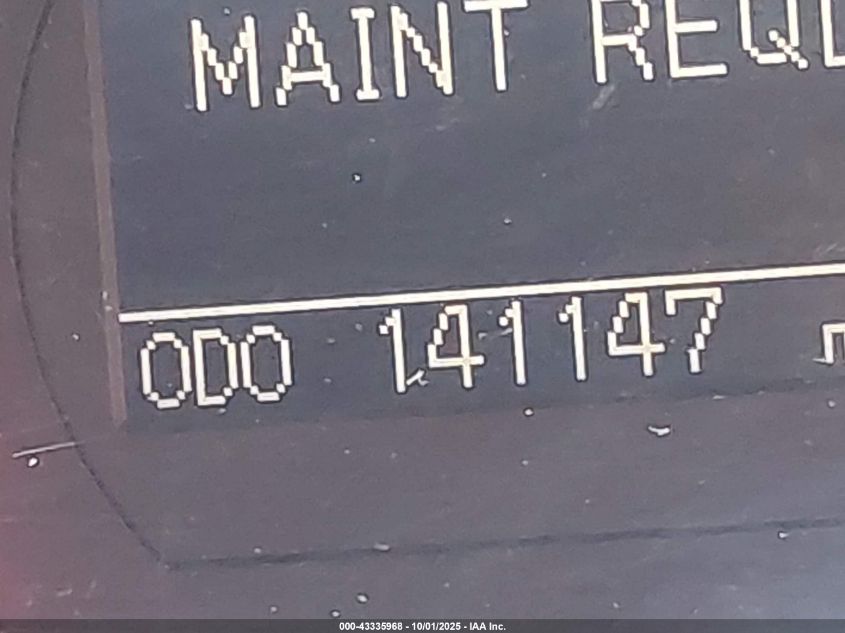 MAINT REQ
ODO 141147 m
000-43335968 - 10/01/2025 - IAA Inc.